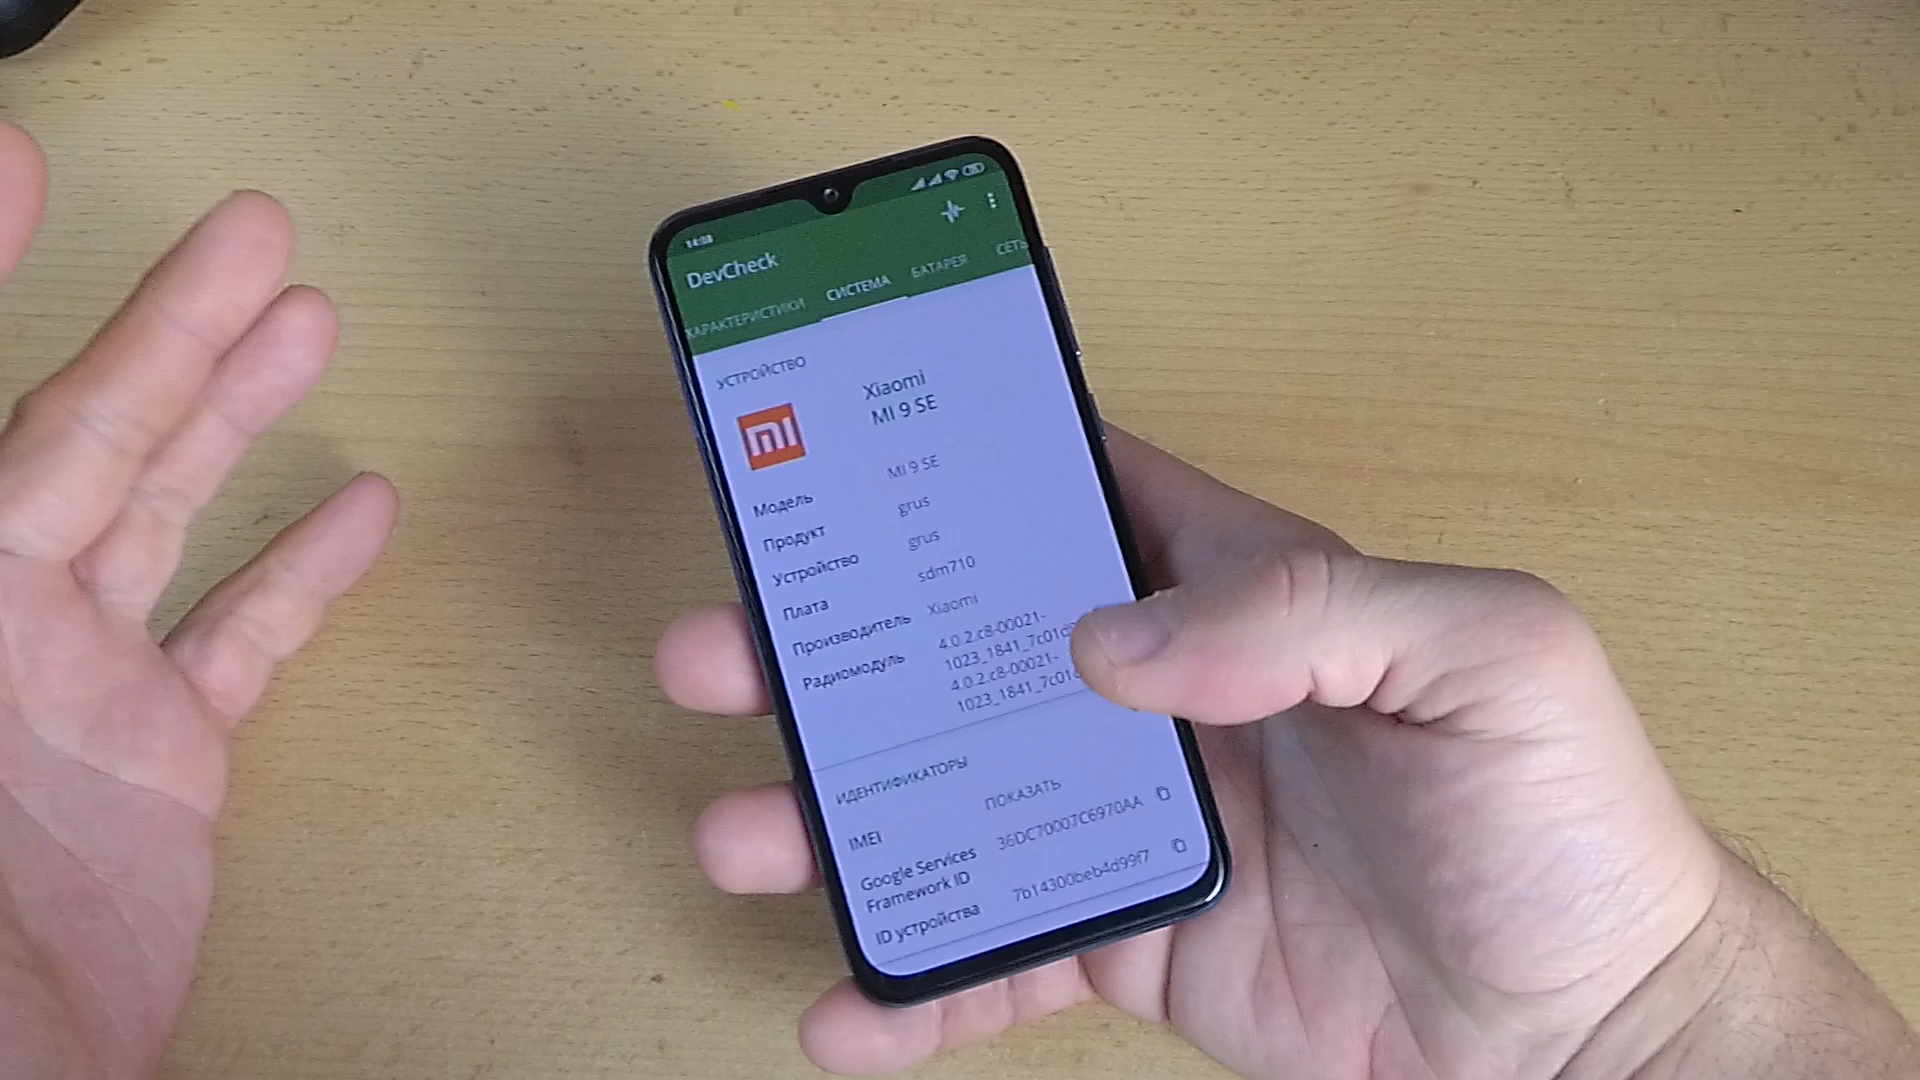 14:08
DevCheck
ХАРАКТЕРИСТИКИ СИСТЕМА БАТАРЕЯ СЕТЬ
УСТРОЙСТВО
Xiaomi
MI 9 SE
Модель MI 9 SE
Продукт grus
Устройство grus
Плата sdm710
Производитель Xiaomi
Радиомодуль 4.0.2.c8-00021-
1023_1841_7c01d
4.0.2.c8-00021-
1023_1841_7c01
ИДЕНТИФИКАТОРЫ
IMEI ПОКАЗАТЬ
Google Services
Framework ID 36DC70007C6970AA
ID устройства 7b14300beb4d99f7